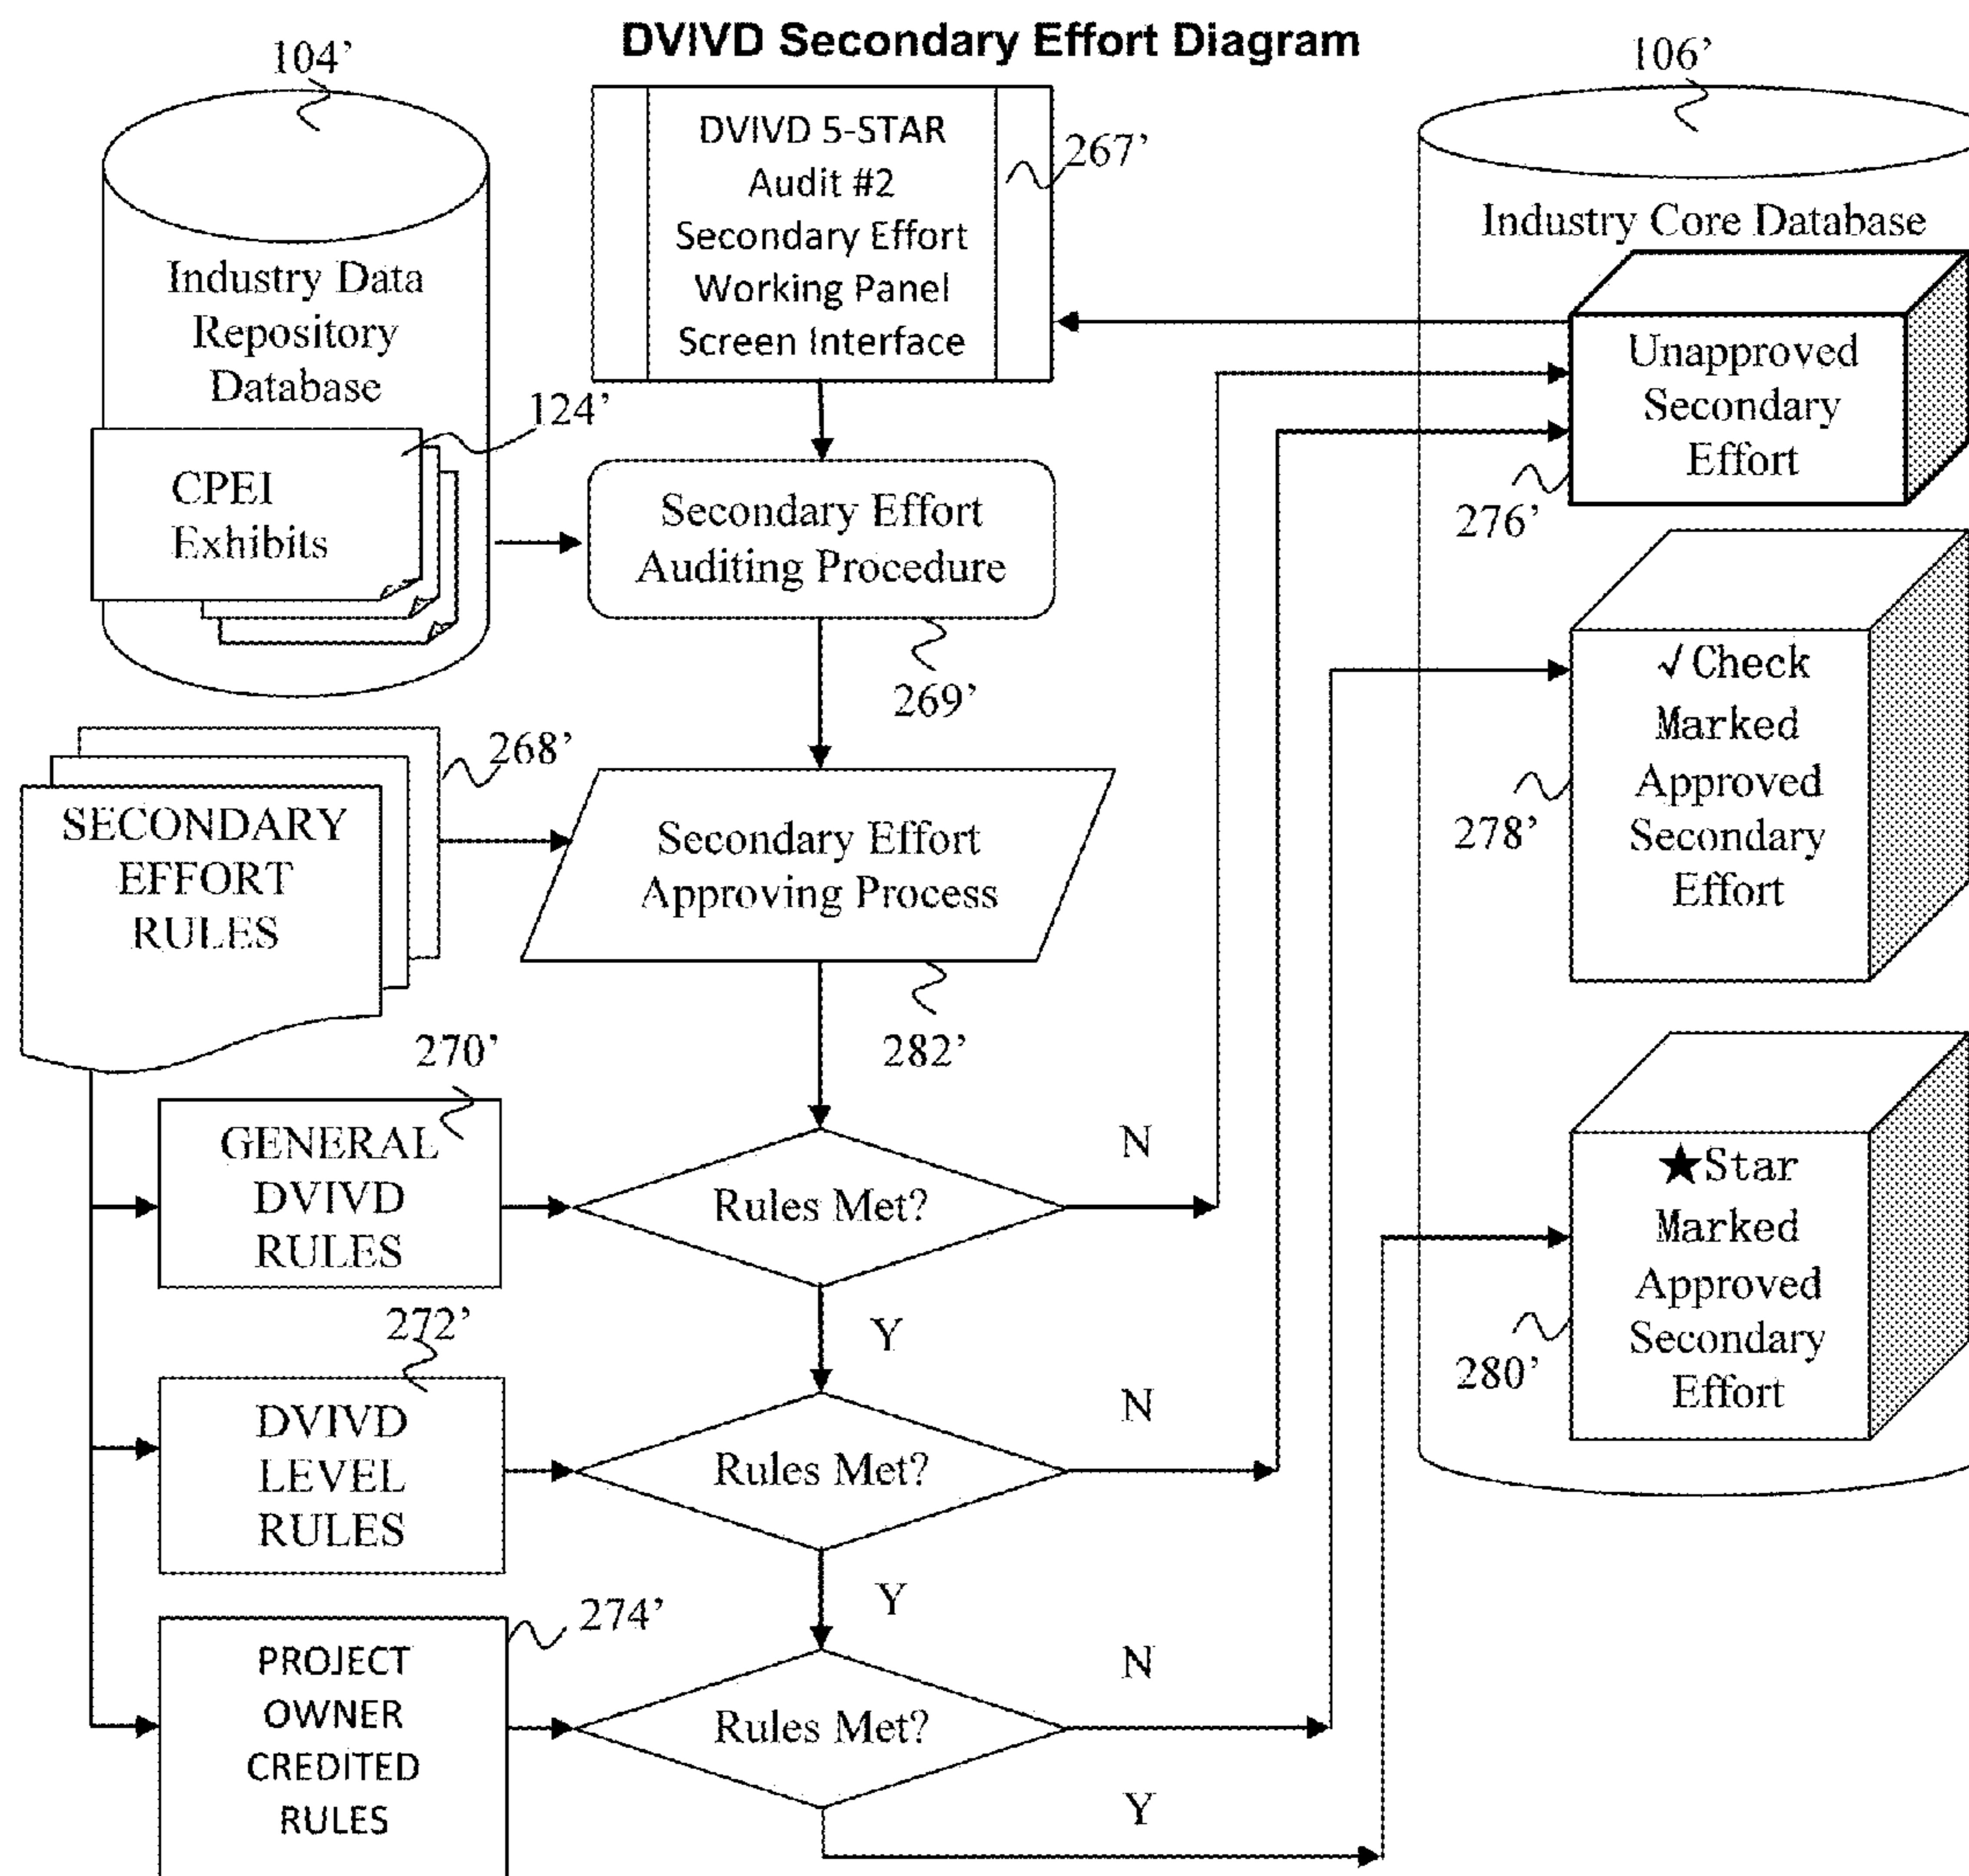 DVIVD Secondary Effort Diagram
104’
106’
DVIVD 5-STAR
Audit #2
Secondary Effort
Working Panel
Screen Interface
267’
Industry Data
Repository
Database
124’
CPEI
Exhibits
Industry Core Database
Unapproved
Secondary
Effort
276’
Secondary Effort
Auditing Procedure
269’
√Check
Marked
Approved
Secondary
Effort
278’
268’
SECONDARY
EFFORT
RULES
Secondary Effort
Approving Process
282’
270’
GENERAL
DVIVD
RULES
Rules Met?
N
Y
★Star
Marked
Approved
Secondary
Effort
280’
272’
DVIVD
LEVEL
RULES
Rules Met?
N
Y
274’
PROJECT
OWNER
CREDITED
RULES
Rules Met?
N
Y